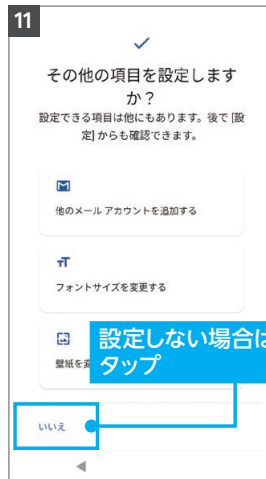 11
その他の項目を設定します
か？
設定できる項目は他にもあります。後で [設
定] からも確認できます。
他のメール アカウントを追加する
フォントサイズを変更する
壁紙を変
設定しない場合は
タップ
いいえ